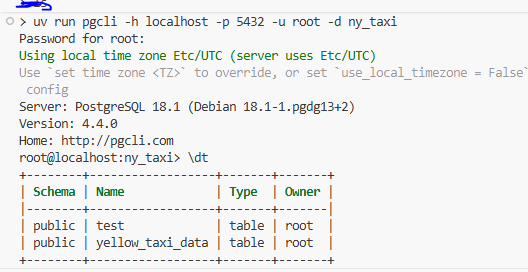 > uv run pgcli -h localhost -p 5432 -u root -d ny_taxi
Password for root:
Using local time zone Etc/UTC (server uses Etc/UTC)
Use `set time zone <TZ>` to override, or set `use_local_timezone = False`
config
Server: PostgreSQL 18.1 (Debian 18.1-1.pgdg13+2)
Version: 4.4.0
Home: http://pgcli.com
root@localhost:ny_taxi> \dt
+--------+------------------+-------+-------+
| Schema | Name             | Type  | Owner |
|--------+------------------+-------+-------|
| public | test             | table | root  |
| public | yellow_taxi_data | table | root  |
+--------+------------------+-------+-------+